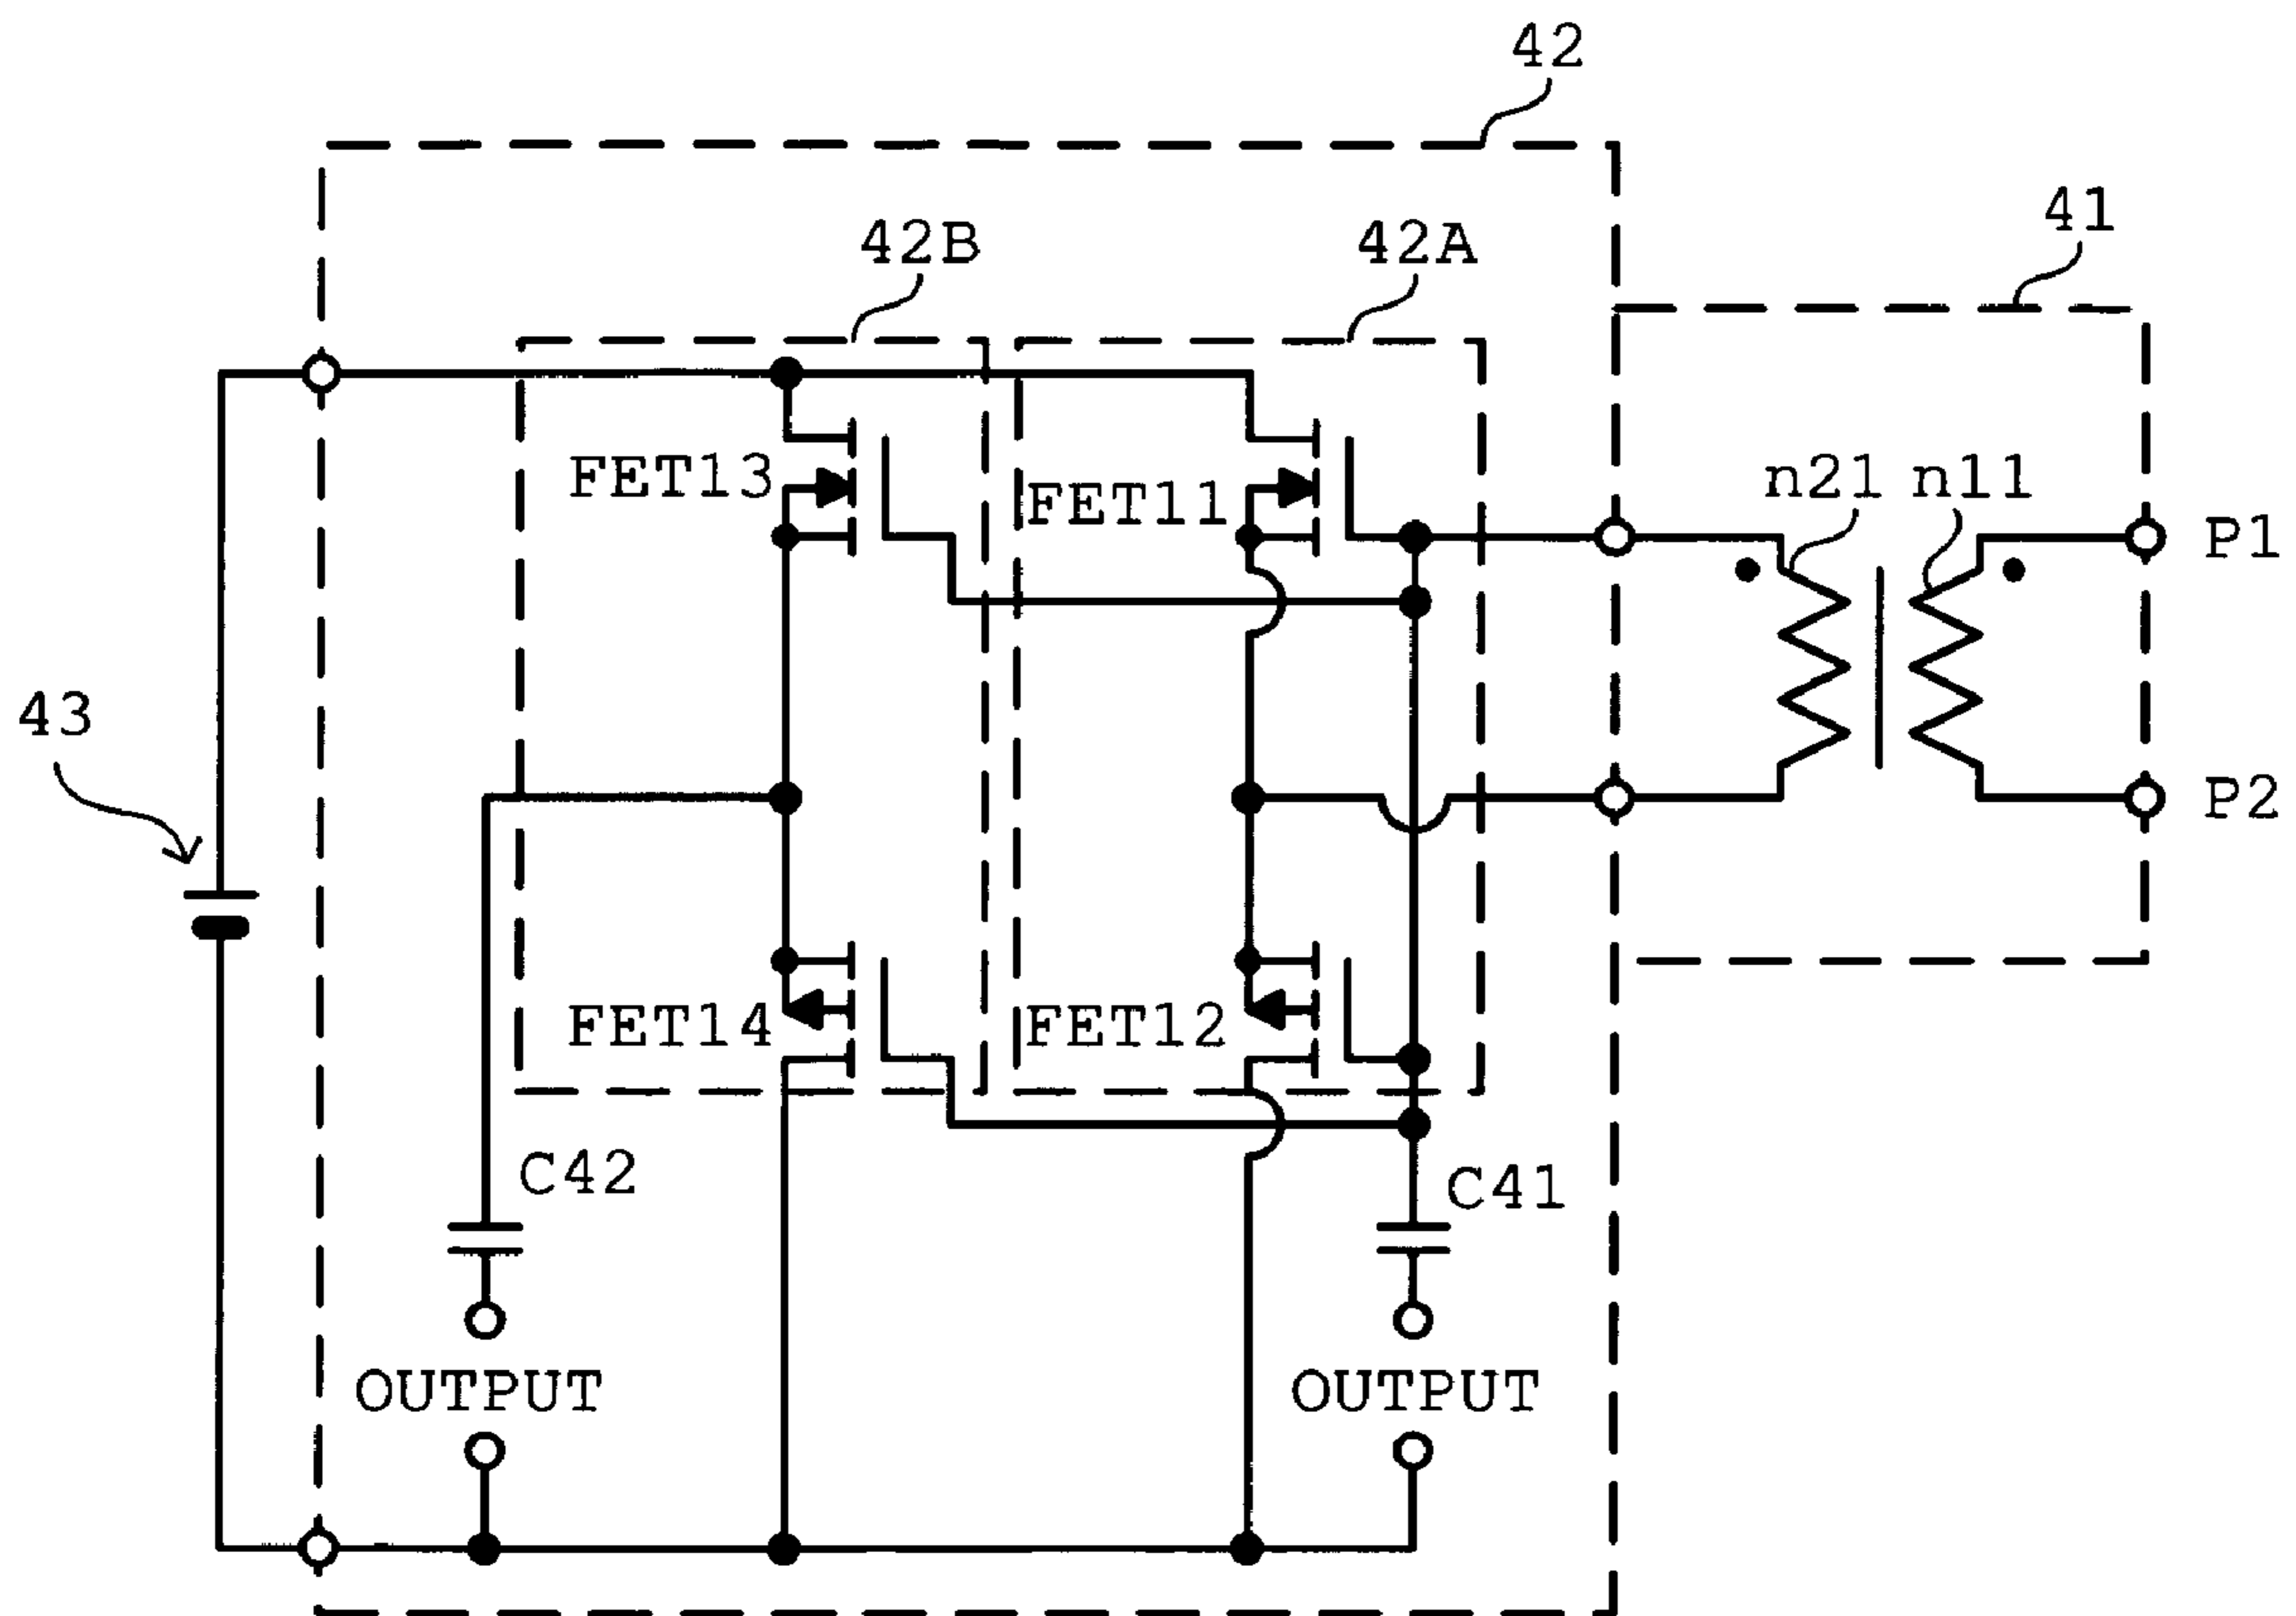 42
41
42B
42A
FET13
FET11
n21
n11
P1
43
P2
FET14
FET12
C42
C41
OUTPUT
OUTPUT